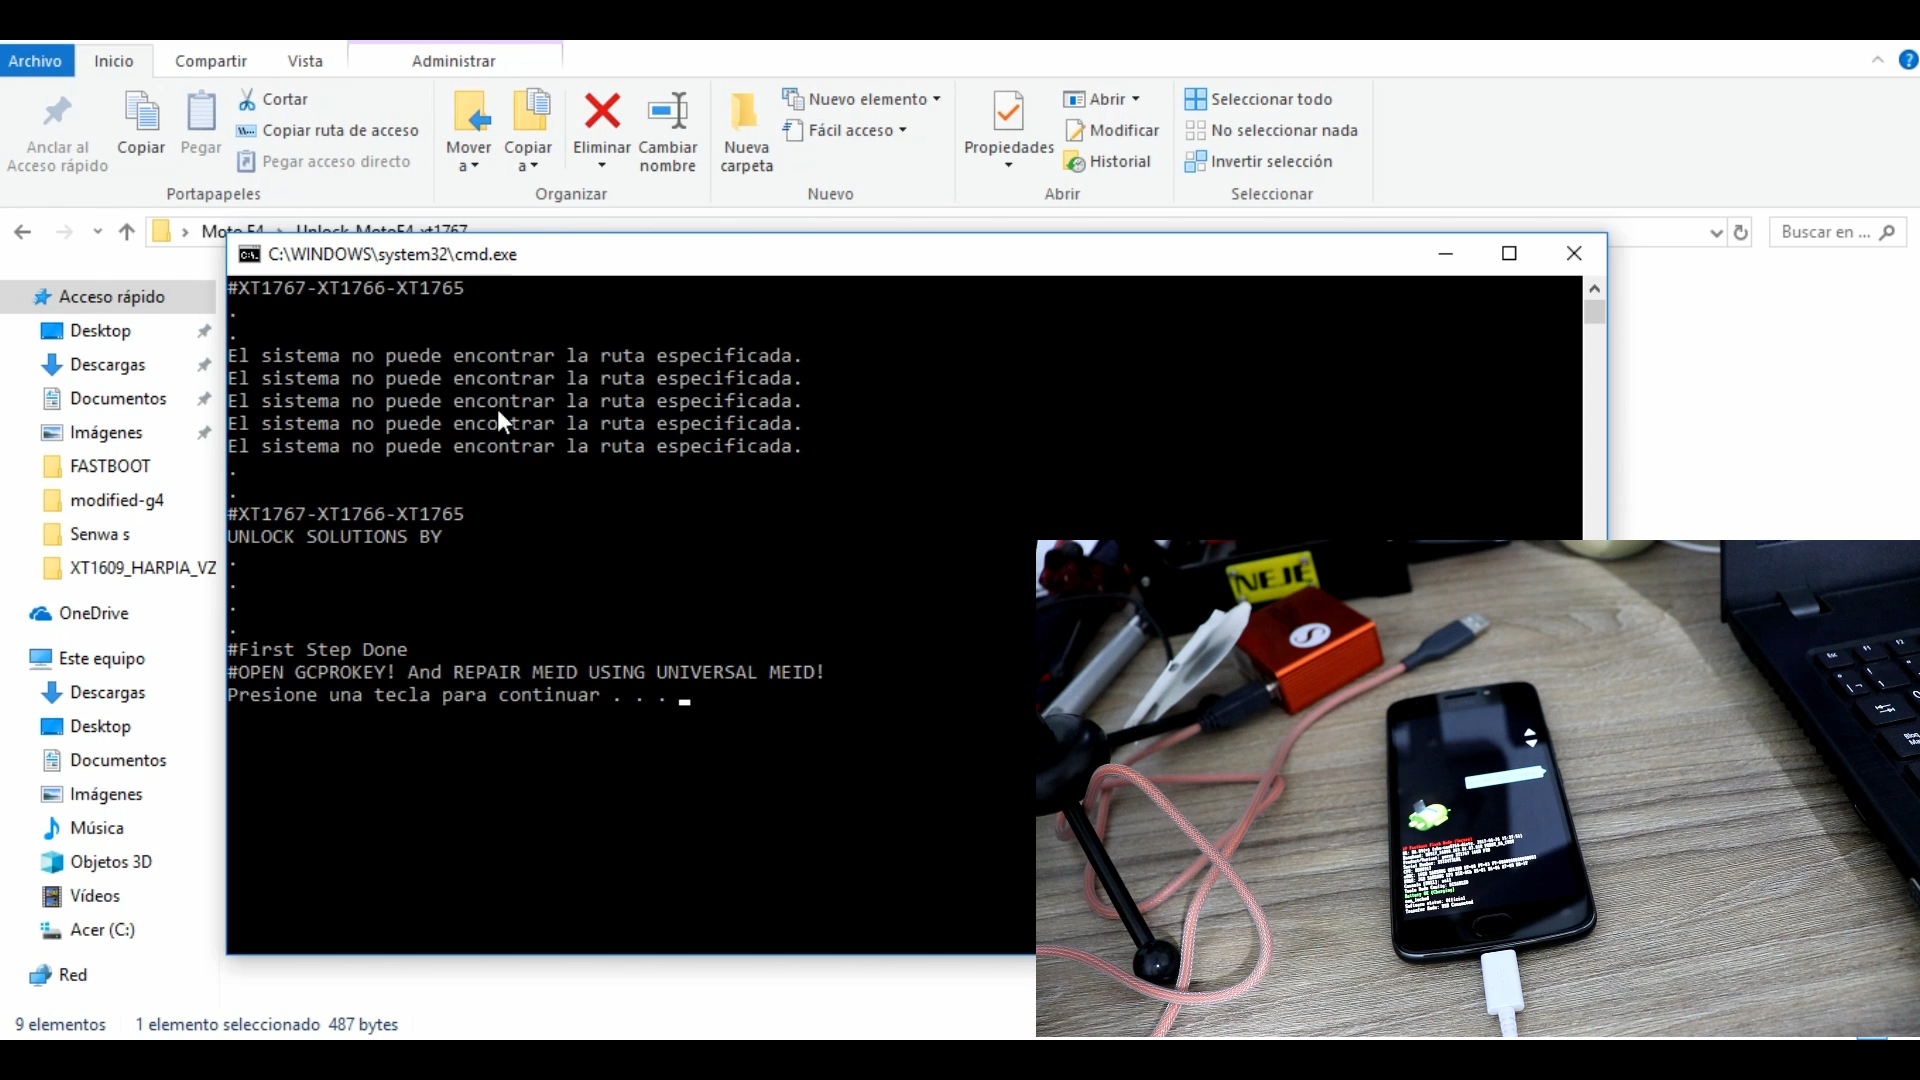 Archivo
Inicio
Compartir
Vista
Administrar
Anclar al
Acceso rápido
Copiar
Pegar
Cortar
Copiar ruta de acceso
Pegar acceso directo
Portapapeles
Mover
a
Copiar
a
Eliminar
Cambiar
nombre
Organizar
Nueva
carpeta
Nuevo elemento
Fácil acceso
Nuevo
Propiedades
Abrir
Modificar
Historial
Abrir
Seleccionar todo
No seleccionar nada
Invertir selección
Seleccionar
Moto E4 > Unlock_MotoE4_xt1767
Buscar en ...
C:\WINDOWS\system32\cmd.exe
#XT1767-XT1766-XT1765
.
.
El sistema no puede encontrar la ruta especificada.
El sistema no puede encontrar la ruta especificada.
El sistema no puede encontrar la ruta especificada.
El sistema no puede encontrar la ruta especificada.
El sistema no puede encontrar la ruta especificada.
.
.
#XT1767-XT1766-XT1765
UNLOCK SOLUTIONS BY
.
.
.
.
#First Step Done
#OPEN GCPROKEY! And REPAIR MEID USING UNIVERSAL MEID!
Presione una tecla para continuar . . .
Acceso rápido
Desktop
Descargas
Documentos
Imágenes
FASTBOOT
modified-g4
Senwa s
XT1609_HARPIA_VZ
OneDrive
Este equipo
Descargas
Desktop
Documentos
Imágenes
Música
Objetos 3D
Vídeos
Acer (C:)
Red
9 elementos
1 elemento seleccionado 487 bytes
NEJE